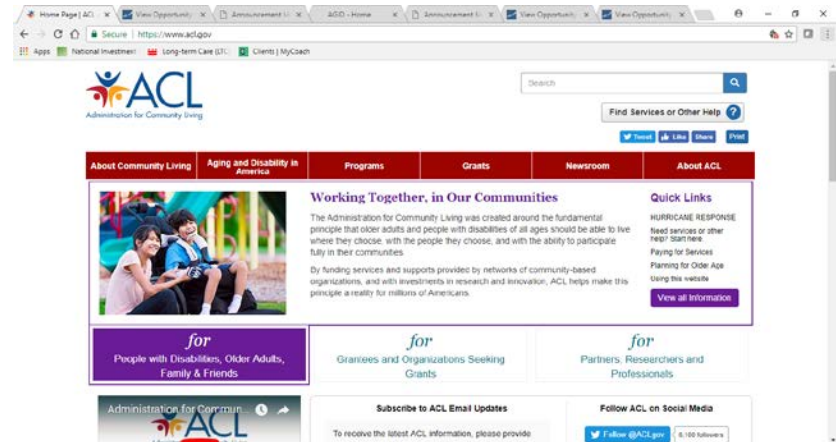 Home Page | ACL
View Opportunity
Announcement
AGID - Home
Announcement
View Opportunity
View Opportunity
Secure | https://www.acl.gov
Apps National Investment Long-term Care (LTC) Clients | MyCoach
ACL
Administration for Community Living
Search
Find Services or Other Help ?
Tweet Like Share Print
About Community Living
Aging and Disability in America
Programs
Grants
Newsroom
About ACL
Working Together, in Our Communities
The Administration for Community Living was created around the fundamental
principle that older adults and people with disabilities of all ages should be able to live
where they choose, with the people they choose, and with the ability to participate
fully in their communities.
By funding services and supports provided by networks of community-based
organizations, and with investments in research and innovation, ACL helps make this
principle a reality for millions of Americans.
Quick Links
HURRICANE RESPONSE
Need services or other
help? Start here
Paying for Services
Planning for Older Age
Using this website
View all Information
for
People with Disabilities, Older Adults,
Family & Friends
for
Grantees and Organizations Seeking
Grants
for
Partners, Researchers and
Professionals
Administration for Commun...
ACL
Subscribe to ACL Email Updates
To receive the latest ACL information, please provide
Follow ACL on Social Media
Follow @ACLgov 8,100 followers